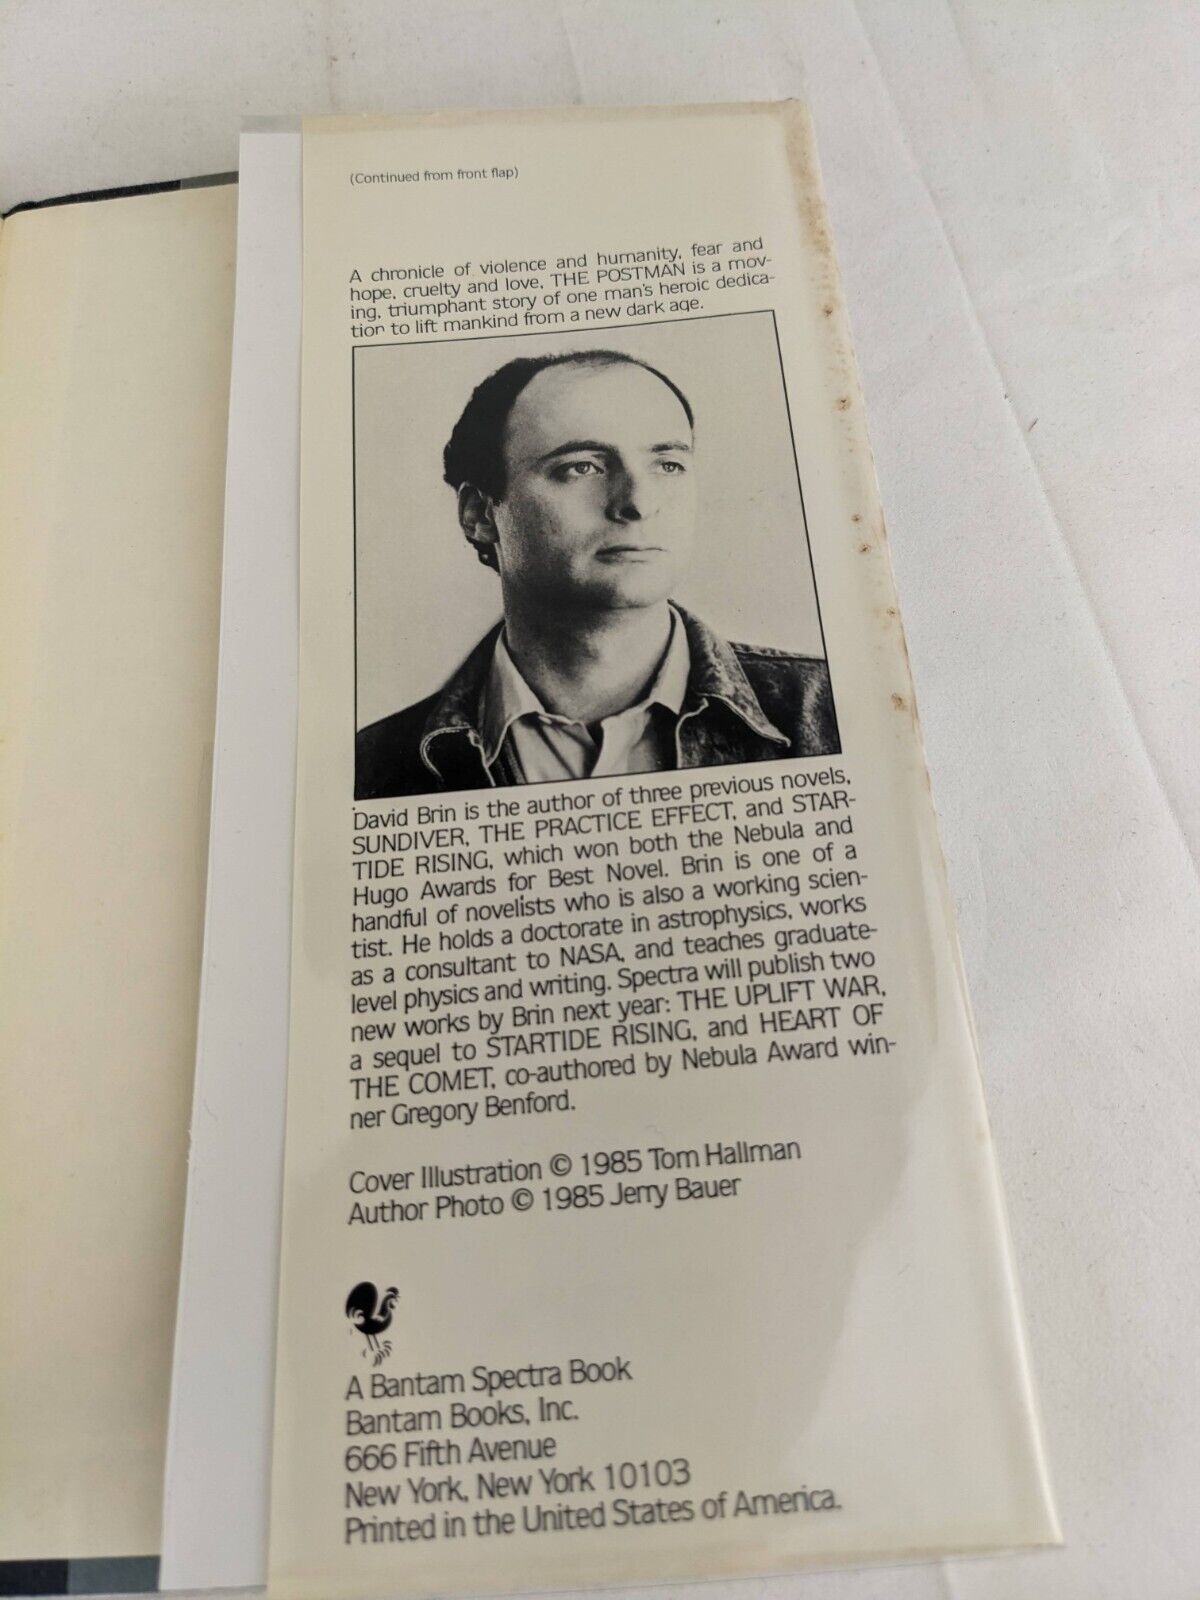 (Continued from front flap)
A chronicle of violence and humanity, fear and
hope, cruelty and love, THE POSTMAN is a mov-
ing, triumphant story of one man's heroic dedica-
tion to lift mankind from a new dark age.
David Brin is the author of three previous novels,
SUNDIVER, THE PRACTICE EFFECT, and STAR-
TIDE RISING, which won both the Nebula and
Hugo Awards for Best Novel. Brin is one of a
handful of novelists who is also a working scien-
tist. He holds a doctorate in astrophysics, works
as a consultant to NASA, and teaches graduate-
level physics and writing. Spectra will publish two
new works by Brin next year: THE UPLIFT WAR,
a sequel to STARTIDE RISING, and HEART OF
THE COMET, co-authored by Nebula Award win-
ner Gregory Benford.
Cover Illustration © 1985 Tom Hallman
Author Photo © 1985 Jerry Bauer
A Bantam Spectra Book
Bantam Books, Inc.
666 Fifth Avenue
New York, New York 10103
Printed in the United States of America.